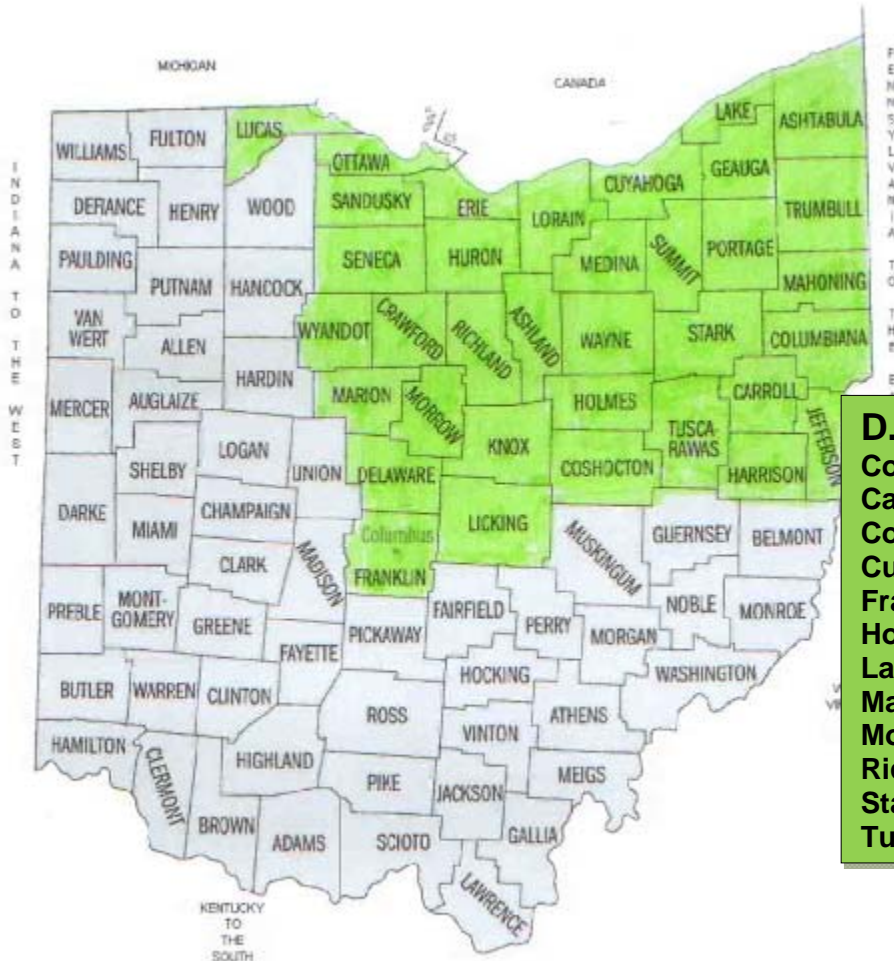 MICHIGAN
CANADA
INDIANA TO THE WEST
WILLIAMS
FULTON
LUCAS
OTTAWA
LAKE
ASHTABULA
DEFIANCE
HENRY
WOOD
SANDUSKY
ERIE
LORAIN
CUYAHOGA
GEAUGA
TRUMBULL
PAULDING
PUTNAM
HANCOCK
SENECA
HURON
MEDINA
SUMMIT
PORTAGE
MAHONING
VAN
WERT
ALLEN
WYANDOT
CRAWFORD
RICHLAND
ASHLAND
WAYNE
STARK
COLUMBIANA
MERCER
AUGLAIZE
HARDIN
MARION
MORROW
HOLMES
TUSCA-
RAWAS
CARROLL
JEFFERSON
SHELBY
LOGAN
UNION
DELAWARE
KNOX
COSHOCTON
HARRISON
DARKE
MIAMI
CHAMPAIGN
Columbus
LICKING
MUSKINGUM
GUERNSEY
BELMONT
CLARK
MADISON
FRANKLIN
PREBLE
MONT-
GOMERY
GREENE
FAYETTE
PICKAWAY
FAIRFIELD
PERRY
MORGAN
NOBLE
MONROE
BUTLER
WARREN
CLINTON
ROSS
HOCKING
ATHENS
WASHINGTON
HAMILTON
CLERMONT
HIGHLAND
PIKE
VINTON
JACKSON
MEIGS
BROWN
ADAMS
SCIOTO
GALLIA
LAWRENCE
KENTUCKY
TO
THE
SOUTH
D.
Co
Ca
Co
Cu
Fra
Ho
La
Ma
Mo
Ric
Sta
Tu